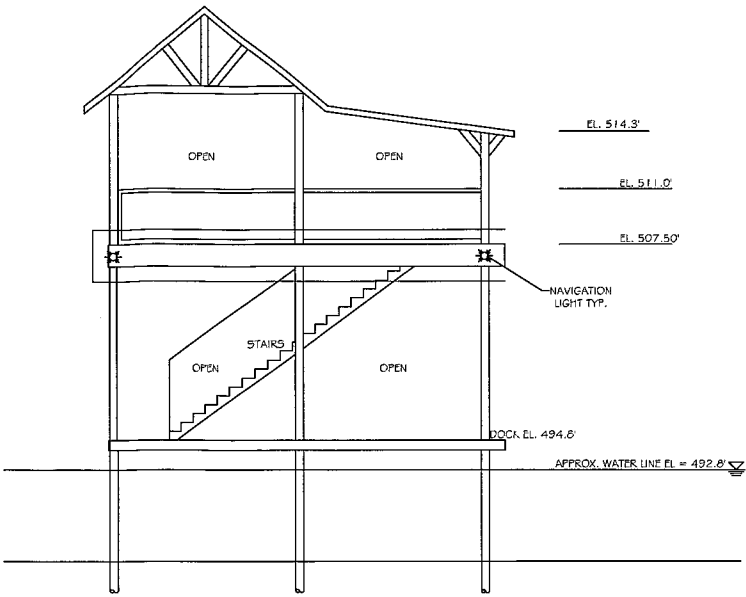 EL. 514.3'
OPEN
OPEN
EL. 511.0'
EL. 507.50'
NAVIGATION
LIGHT TYP.
STAIRS
OPEN
OPEN
DOCK EL. 494.8'
APPROX. WATER LINE EL = 492.8'